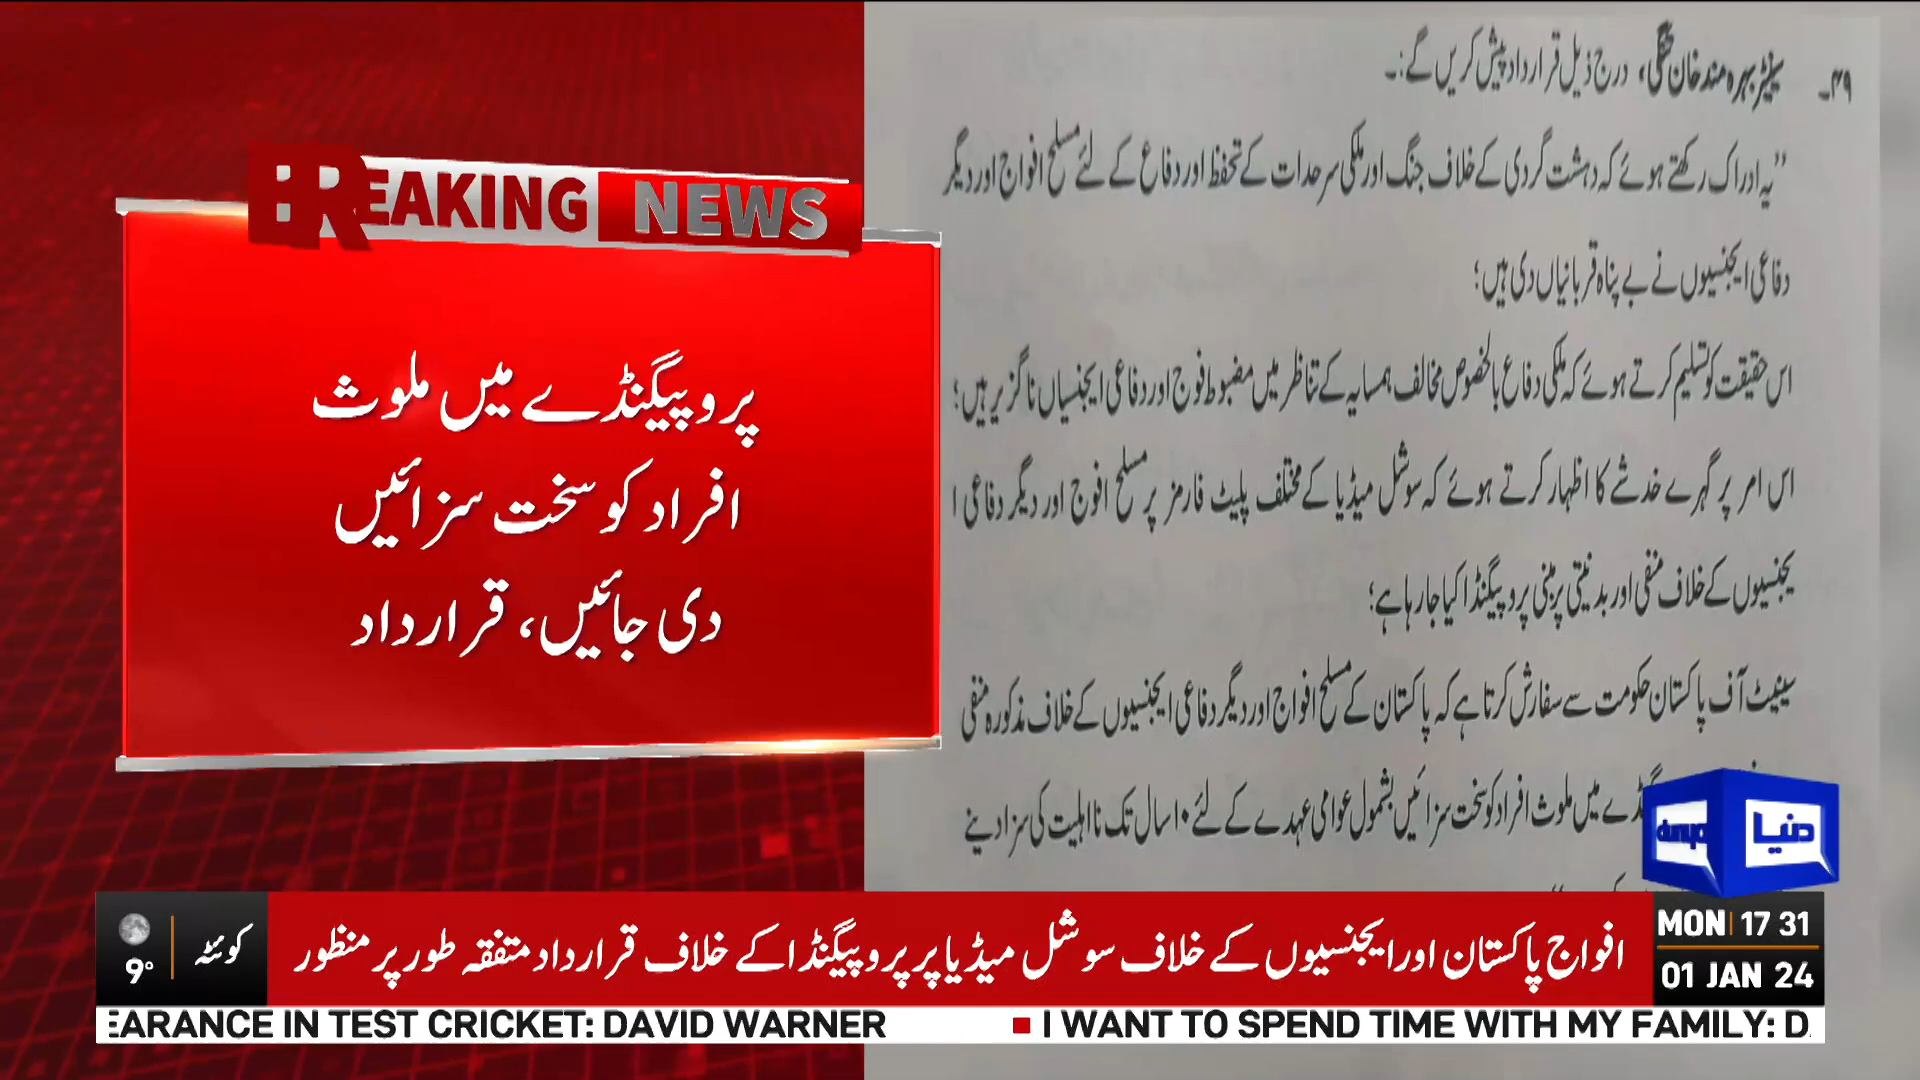 BREAKING NEWS
پروپیگنڈے میں ملوث
افراد کو سخت سزائیں
دی جائیں، قرارداد
۴۹۔ سینیٹر بہرہ مند خان تنگی، درج ذیل قرارداد پیش کریں گے:۔
”یہ ادراک رکھتے ہوئے کہ دہشت گردی کے خلاف جنگ اور ملکی سرحدات کے تحفظ اور دفاع کے لئے مسلح افواج اور دیگر
دفاعی ایجنسیوں نے بے پناہ قربانیاں دی ہیں؛
اس حقیقت کو تسلیم کرتے ہوئے کہ ملکی دفاع بالخصوص مخالف ہمسایہ کے تناظر میں مضبوط فوج اور دفاعی ایجنسیاں ناگزیر ہیں؛
اس امر پر گہرے خدشے کا اظہار کرتے ہوئے کہ سوشل میڈیا کے مختلف پلیٹ فارمز پر مسلح افوج اور دیگر دفاعی ا
یجنسیوں کے خلاف منفی اور بدنیتی پر مبنی پروپیگنڈا کیا جارہا ہے؛
سینیٹ آف پاکستان حکومت سے سفارش کرتا ہے کہ پاکستان کے مسلح افواج اور دیگر دفاعی ایجنسیوں کے خلاف مذکورہ منفی
میں ملوث افراد کو سخت سزائیں بشمول عوامی عہدے کے لئے ۱۰ سال تک نااہلیت کی سزا دینے
دنیا
dunya
کوئٹہ
9°
افواج پاکستان اور ایجنسیوں کے خلاف سوشل میڈیا پر پروپیگنڈا کے خلاف قرارداد متفقہ طور پر منظور
MON 17 31
01 JAN 24
EARANCE IN TEST CRICKET: DAVID WARNER ■ I WANT TO SPEND TIME WITH MY FAMILY: D